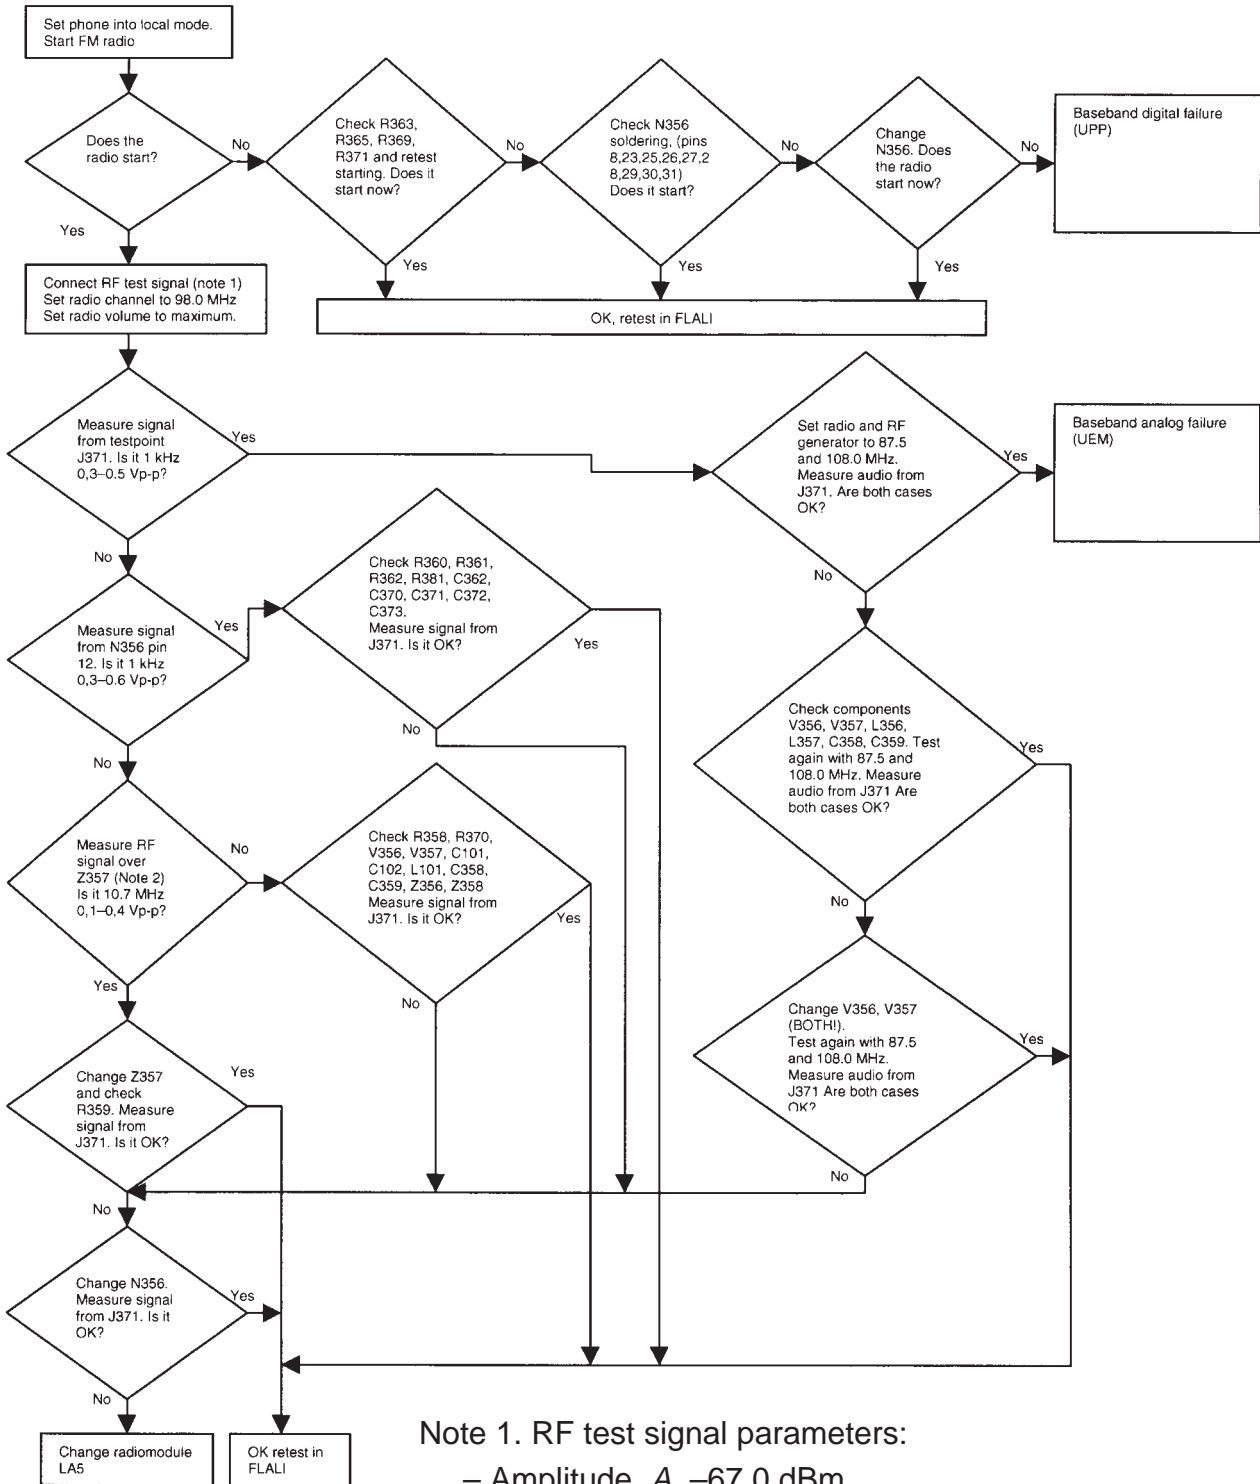 Set phone into local mode.
Start FM radio
Does the
radio start?
No
Check R363,
R365, R369,
R371 and retest
starting. Does it
start now?
No
Check N356
soldering, (pins
8,23,25,26,27,2
8,29,30,31)
Does it start?
No
Change
N356. Does
the radio
start now?
No
Baseband digital failure
(UPP)
Yes
Yes
Yes
Yes
Connect RF test signal (note 1)
Set radio channel to 98.0 MHz
Set radio volume to maximum.
OK, retest in FLALI
Measure signal
from testpoint
J371. Is it 1 kHz
0,3–0.5 Vp-p?
Yes
Set radio and RF
generator to 87.5
and 108.0 MHz.
Measure audio from
J371. Are both cases
OK?
Yes
Baseband analog failure
(UEM)
No
No
Measure signal
from N356 pin
12. Is it 1 kHz
0,3–0.6 Vp-p?
Yes
Check R360, R361,
R362, R381, C362,
C370, C371, C372,
C373.
Measure signal from
J371. Is it OK?
Yes
No
No
Check components
V356, V357, L356,
L357, C358, C359. Test
again with 87.5 and
108.0 MHz. Measure
audio from J371 Are
both cases OK?
Yes
No
Measure RF
signal over
Z357 (Note 2)
Is it 10.7 MHz
0,1–0,4 Vp-p?
No
Check R358, R370,
V356, V357, C101,
C102, L101, C358,
C359, Z356, Z358
Measure signal from
J371. Is it OK?
Yes
Yes
No
Change V356, V357
(BOTH!).
Test again with 87.5
and 108.0 MHz.
Measure audio from
J371 Are both cases
OK?
Yes
No
Change Z357
and check
R359. Measure
signal from
J371. Is it OK?
Yes
No
Change N356.
Measure signal
from J371. Is it
OK?
Yes
No
Change radiomodule
LA5
OK retest in
FLALI
Note 1. RF test signal parameters:
– Amplitude, A, –67.0 dBm